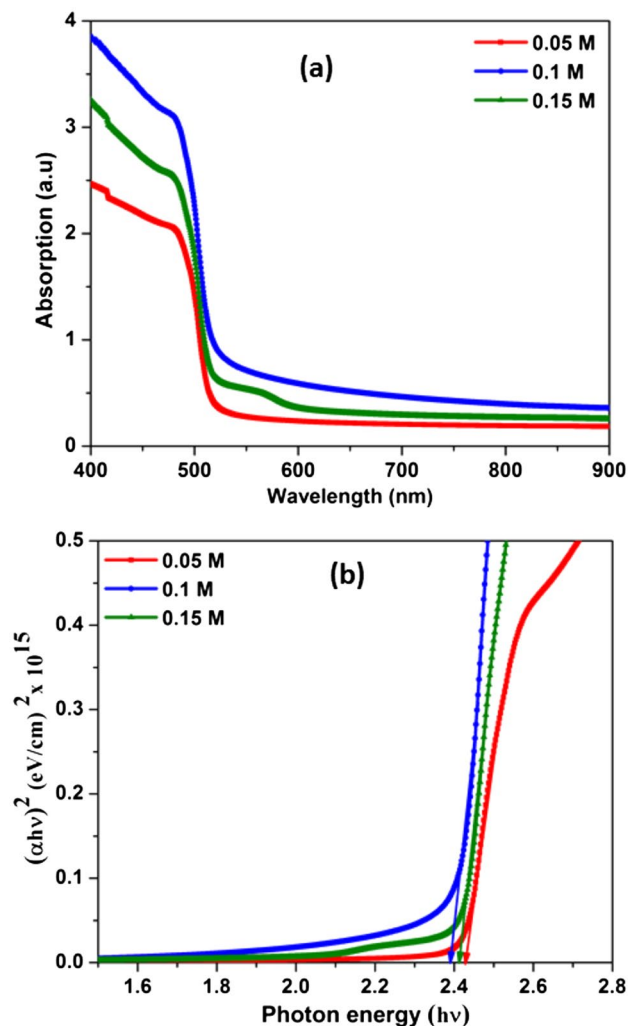 4
3
2
1
0
Absorption (a.u)
(a)
0.05 M
0.1 M
0.15 M
400 500 600 700 800 900
Wavelength (nm)
0.5
0.4
0.3
0.2
0.1
0.0
(αhν)² (eV/cm) ² x 10¹⁵
0.05 M
0.1 M
0.15 M
(b)
1.6 1.8 2.0 2.2 2.4 2.6 2.8
Photon energy (hν)